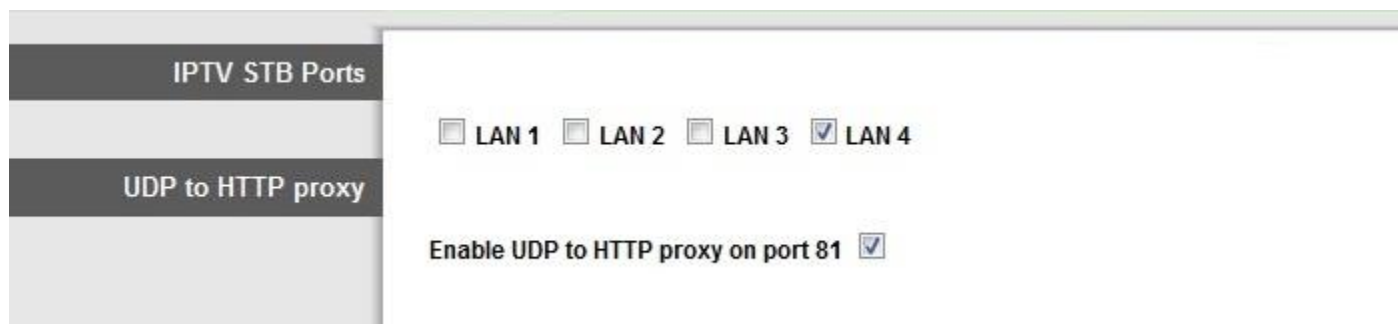 IPTV STB Ports
LAN 1 LAN 2 LAN 3 LAN 4
UDP to HTTP proxy
Enable UDP to HTTP proxy on port 81